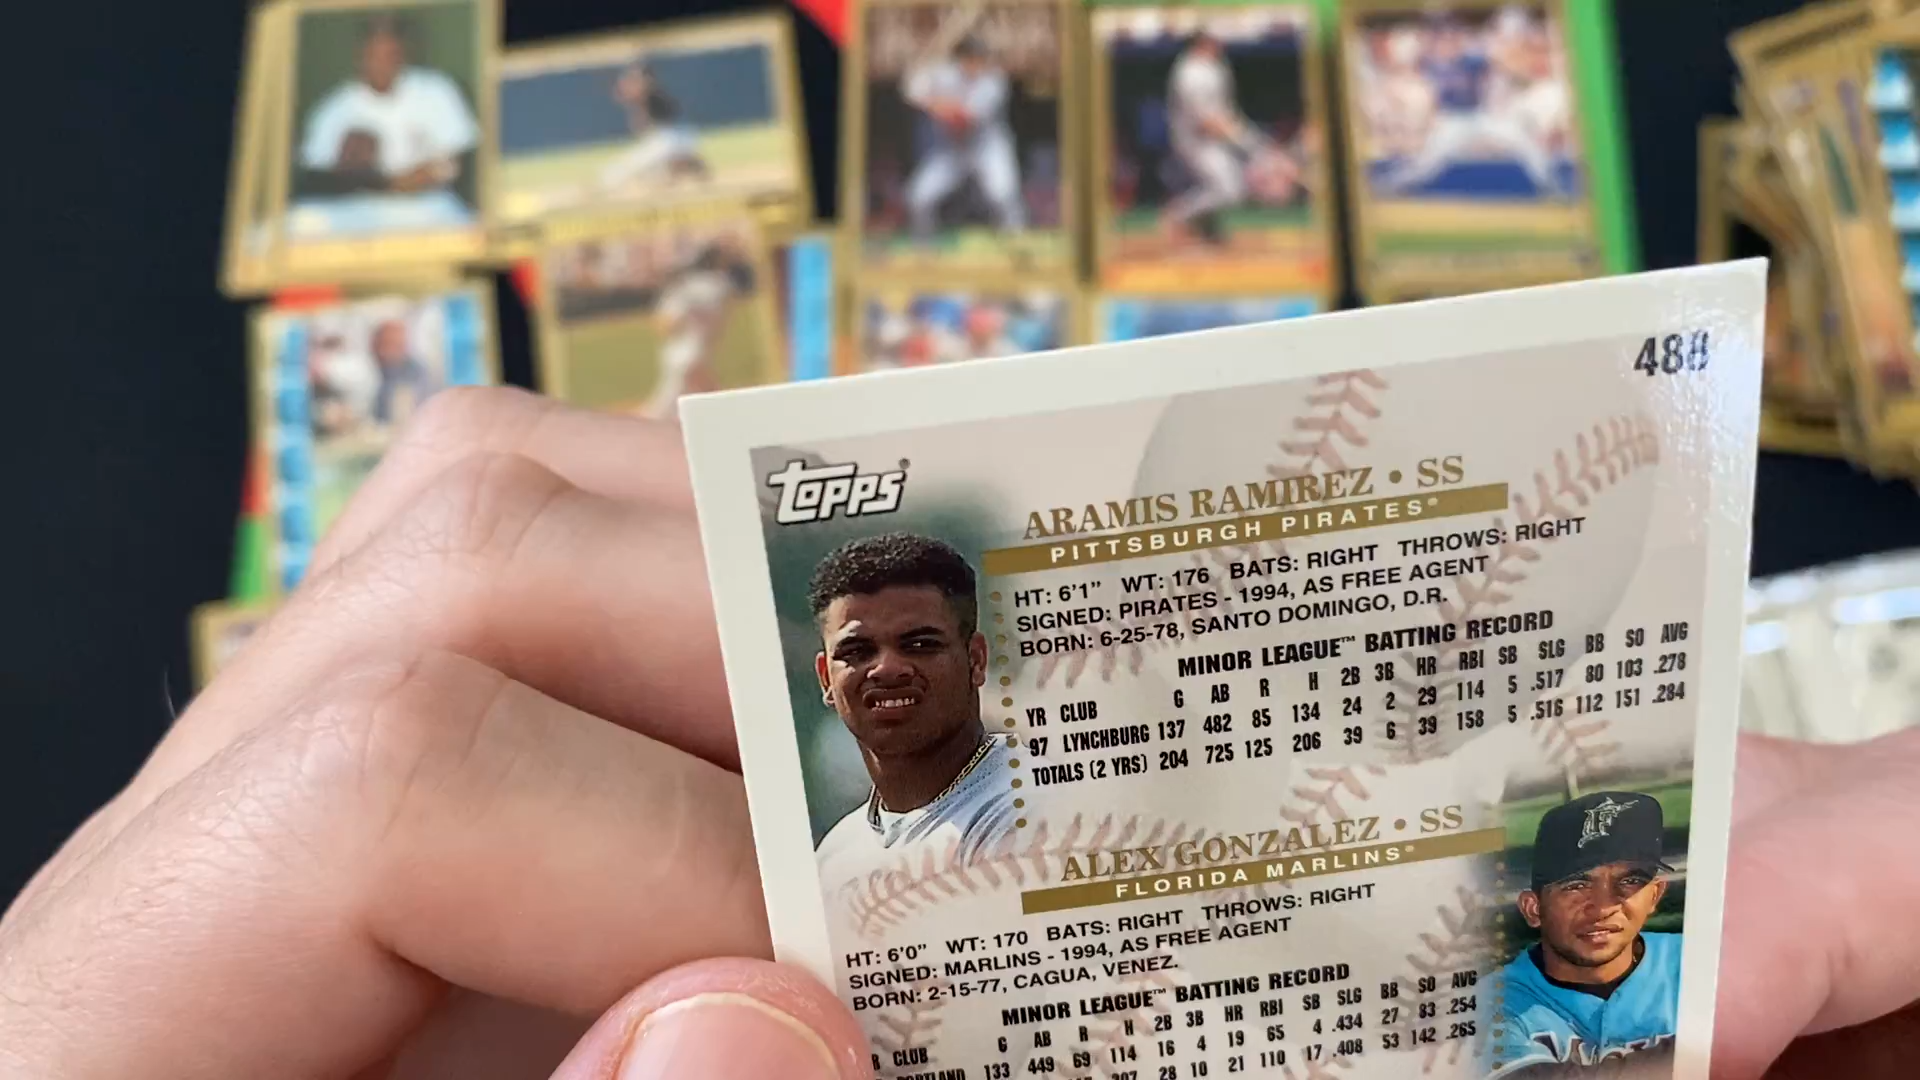 488
TOPPS
ARAMIS RAMIREZ • SS
PITTSBURGH PIRATES®
HT: 6'1" WT: 176 BATS: RIGHT THROWS: RIGHT
SIGNED: PIRATES - 1994, AS FREE AGENT
BORN: 6-25-78, SANTO DOMINGO, D.R.
MINOR LEAGUE™ BATTING RECORD
YR CLUB G AB R H 2B 3B HR RBI SB SLG BB SO AVG
97 LYNCHBURG 137 482 85 134 24 2 29 114 5 .517 80 103 .278
TOTALS (2 YRS) 204 725 125 206 39 6 39 158 5 .516 112 151 .284
ALEX GONZALEZ • SS
FLORIDA MARLINS®
HT: 6'0" WT: 170 BATS: RIGHT THROWS: RIGHT
SIGNED: MARLINS - 1994, AS FREE AGENT
BORN: 2-15-77, CAGUA, VENEZ.
MINOR LEAGUE™ BATTING RECORD
CLUB G AB R H 2B 3B HR RBI SB SLG BB SO AVG
PORTLAND 133 449 69 114 16 4 19 65 4 .434 27 83 .254
28 10 21 110 17 .408 53 142 .265